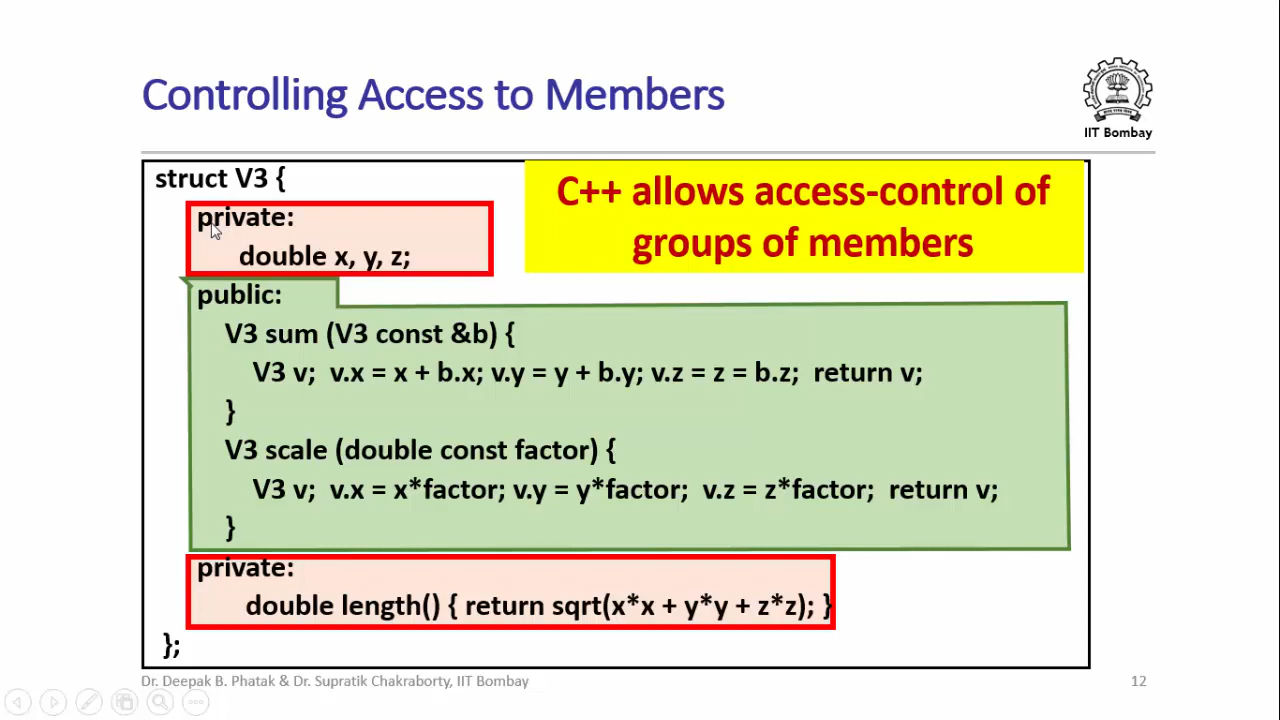 Controlling Access to Members
IIT Bombay
struct V3 {
C++ allows access-control of
groups of members
private:
double x, y, z;
public:
V3 sum (V3 const &b) {
V3 v; v.x = x + b.x; v.y = y + b.y; v.z = z = b.z; return v;
}
V3 scale (double const factor) {
V3 v; v.x = x*factor; v.y = y*factor; v.z = z*factor; return v;
}
private:
double length() { return sqrt(x*x + y*y + z*z); }
};
Dr. Deepak B. Phatak & Dr. Supratik Chakraborty, IIT Bombay
12